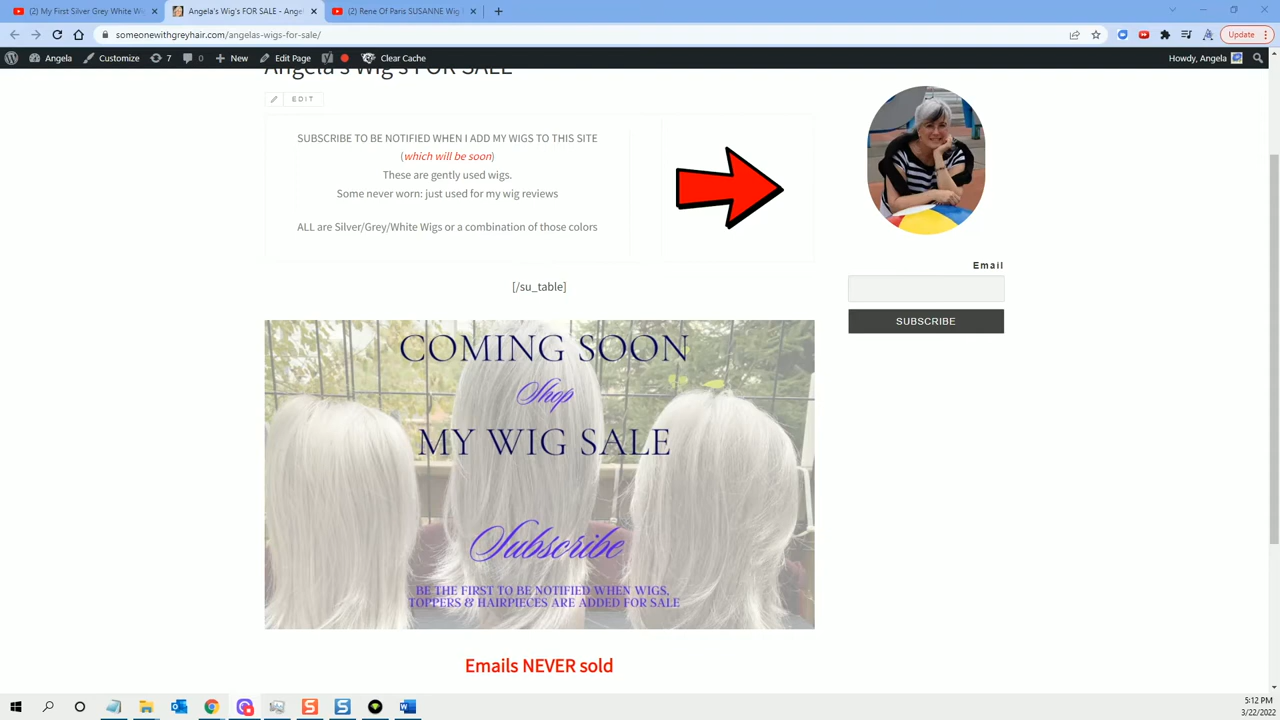 (2) My First Silver Grey White Wi
Angela's Wig's FOR SALE - Angel
(2) Rene Of Paris SUSANNE Wig
someonewithgreyhair.com/angelas-wigs-for-sale/
Update
Angela
Customize
7
0
New
Edit Page
Clear Cache
Howdy, Angela
Angela's Wig's FOR SALE
EDIT
SUBSCRIBE TO BE NOTIFIED WHEN I ADD MY WIGS TO THIS SITE
(which will be soon)
These are gently used wigs.
Some never worn: just used for my wig reviews
ALL are Silver/Grey/White Wigs or a combination of those colors
Email
SUBSCRIBE
[/su_table]
COMING SOON
Shop
MY WIG SALE
Subscribe
BE THE FIRST TO BE NOTIFIED WHEN WIGS,
TOPPERS & HAIRPIECES ARE ADDED FOR SALE
Emails NEVER sold
5:12 PM
3/22/2022